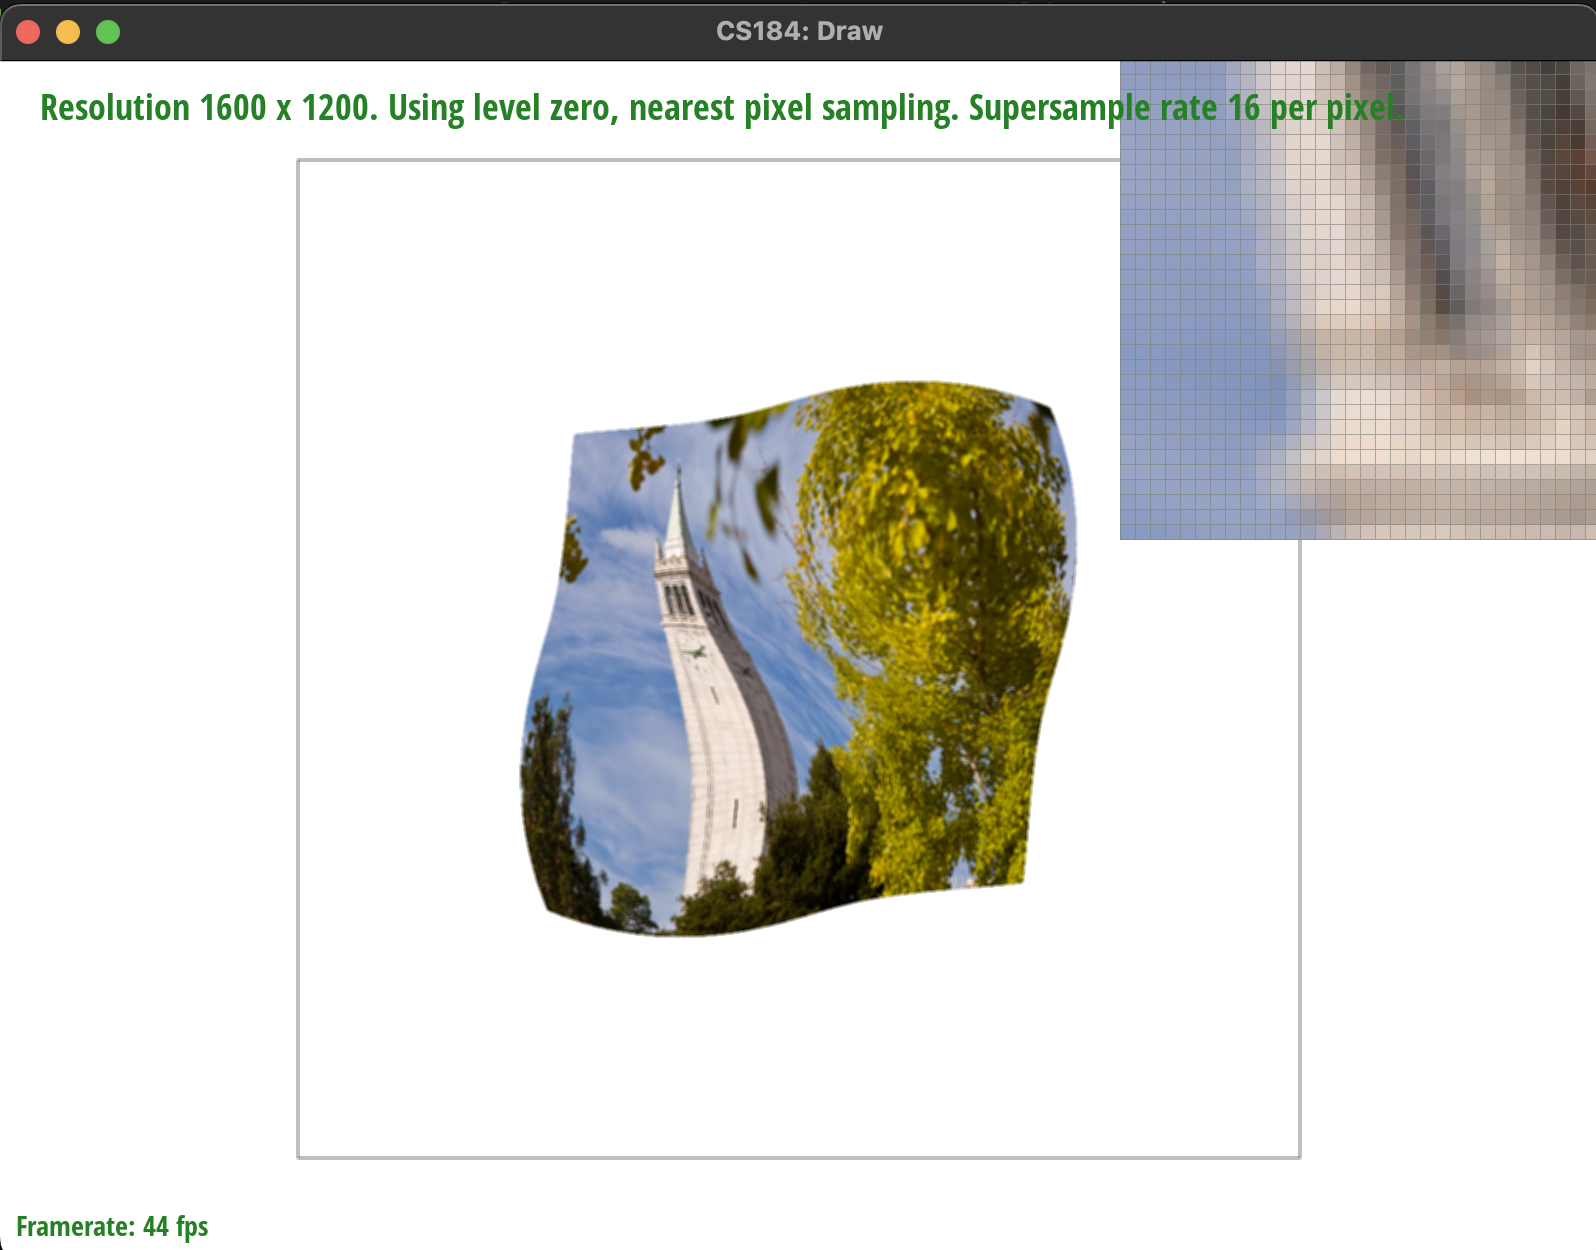 CS184: Draw
Resolution 1600 x 1200. Using level zero, nearest pixel sampling. Supersample rate 16 per pixel.
Framerate: 44 fps